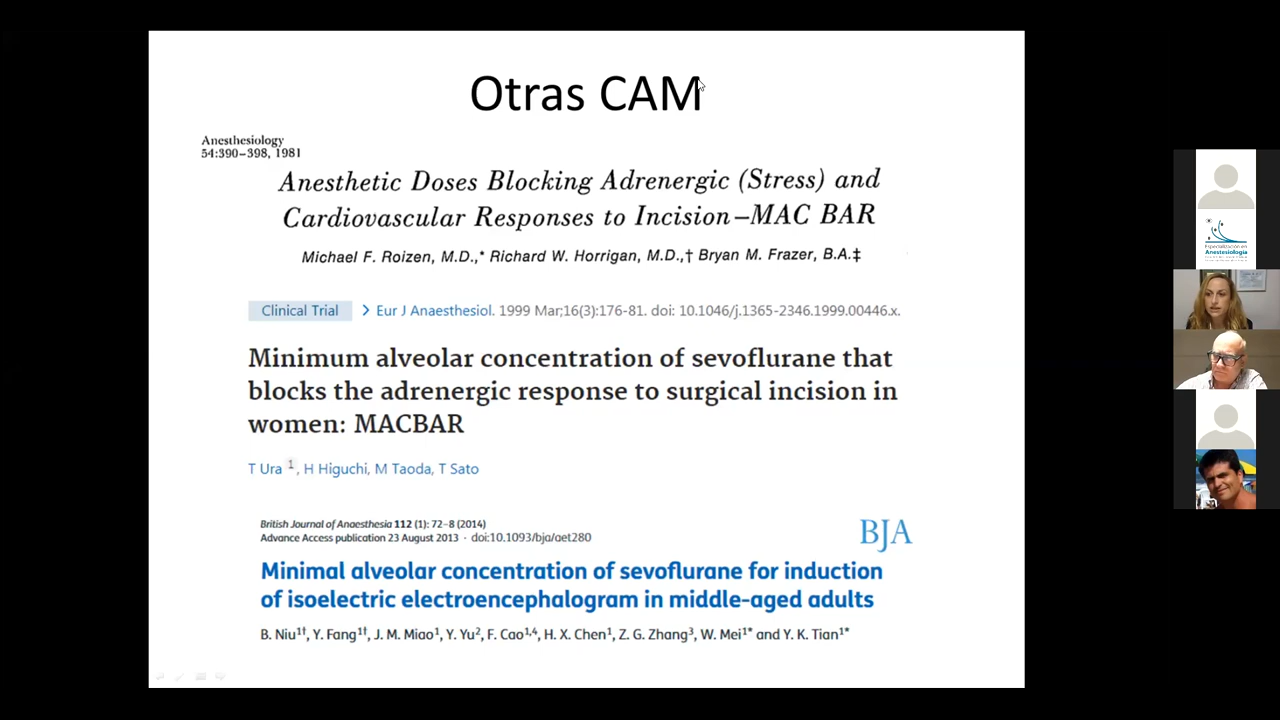 Otras CAM
Anesthesiology
54:390–398, 1981
Anesthetic Doses Blocking Adrenergic (Stress) and
Cardiovascular Responses to Incision–MAC BAR
Michael F. Roizen, M.D.,* Richard W. Horrigan, M.D.,† Bryan M. Frazer, B.A.‡
Clinical Trial > Eur J Anaesthesiol. 1999 Mar;16(3):176-81. doi: 10.1046/j.1365-2346.1999.00446.x.
Minimum alveolar concentration of sevoflurane that
blocks the adrenergic response to surgical incision in
women: MACBAR
T Ura 1, H Higuchi, M Taoda, T Sato
British Journal of Anaesthesia 112 (1): 72–8 (2014)
Advance Access publication 23 August 2013 · doi:10.1093/bja/aet280
BJA
Minimal alveolar concentration of sevoflurane for induction
of isoelectric electroencephalogram in middle-aged adults
B. Niu1†, Y. Fang1†, J. M. Miao1, Y. Yu2, F. Cao1,4, H. X. Chen1, Z. G. Zhang3, W. Mei1* and Y. K. Tian1*
Especialización en
Anestesiología